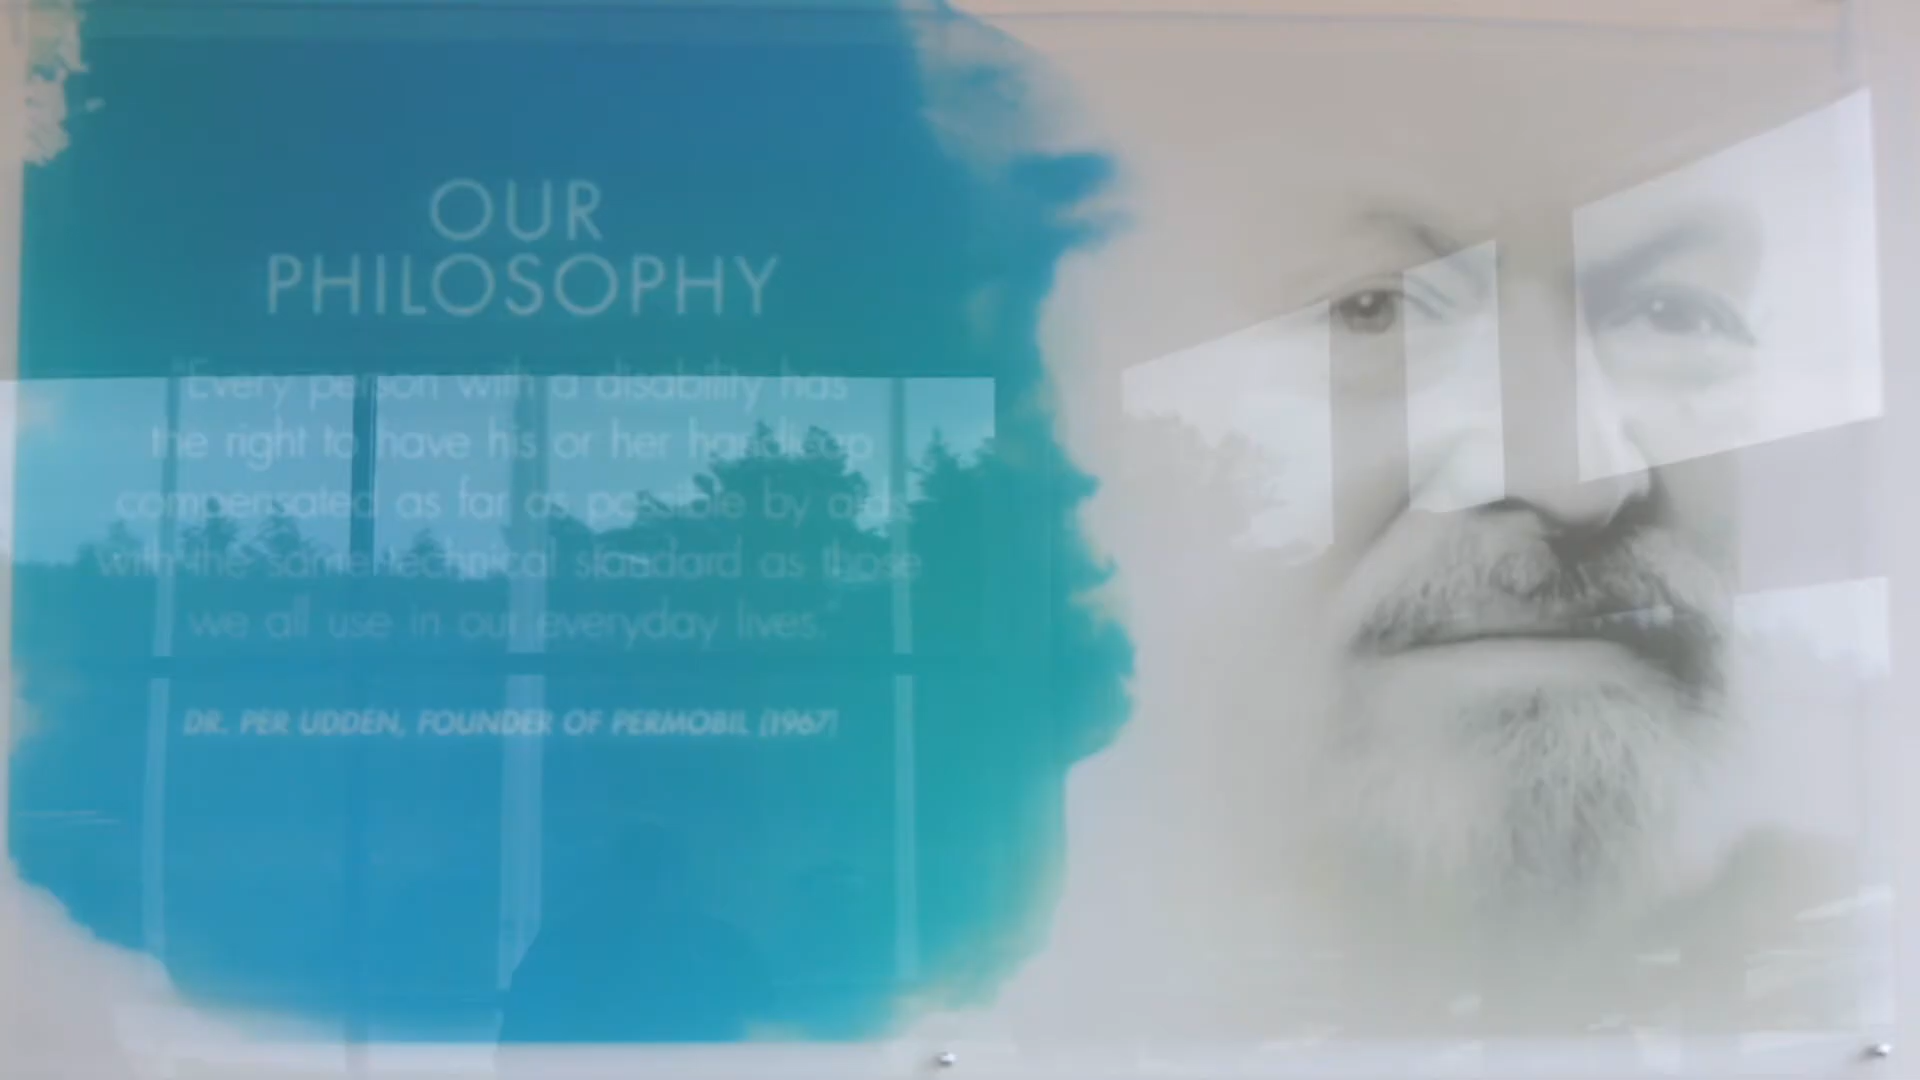 OUR
PHILOSOPHY
"Every person with a disability has
the right to have his or her handicap
compensated as far as possible by aids
with the same technical standard as those
we all use in our everyday lives."
DR. PER UDDÉN, FOUNDER OF PERMOBIL (1967)